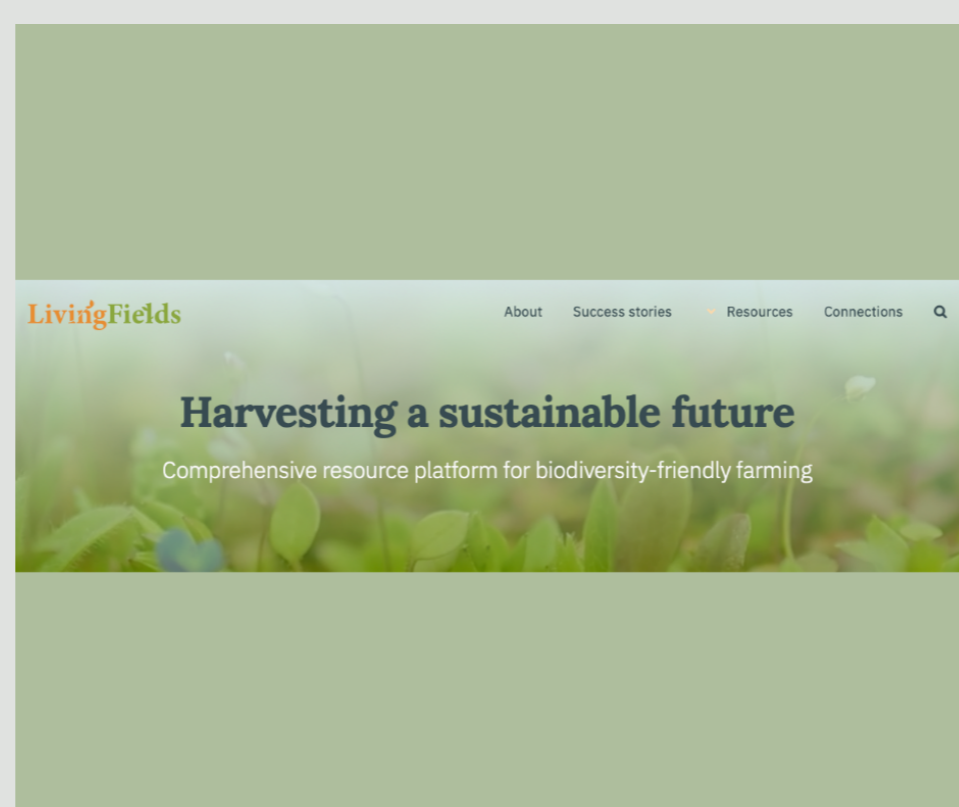 LivingFields
About Success stories Resources Connections
Harvesting a sustainable future
Comprehensive resource platform for biodiversity-friendly farming